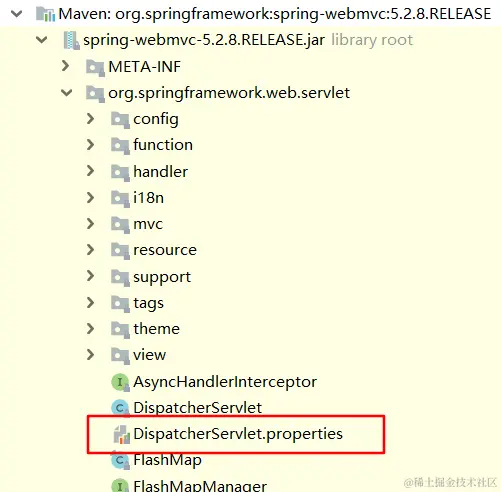 Maven: org.springframework:spring-webmvc:5.2.8.RELEASE
spring-webmvc-5.2.8.RELEASE.jar library root
META-INF
org.springframework.web.servlet
config
function
handler
i18n
mvc
resource
support
tags
theme
view
AsyncHandlerInterceptor
DispatcherServlet
DispatcherServlet.properties
FlashMap
FlashMapManager
@稀土掘金技术社区